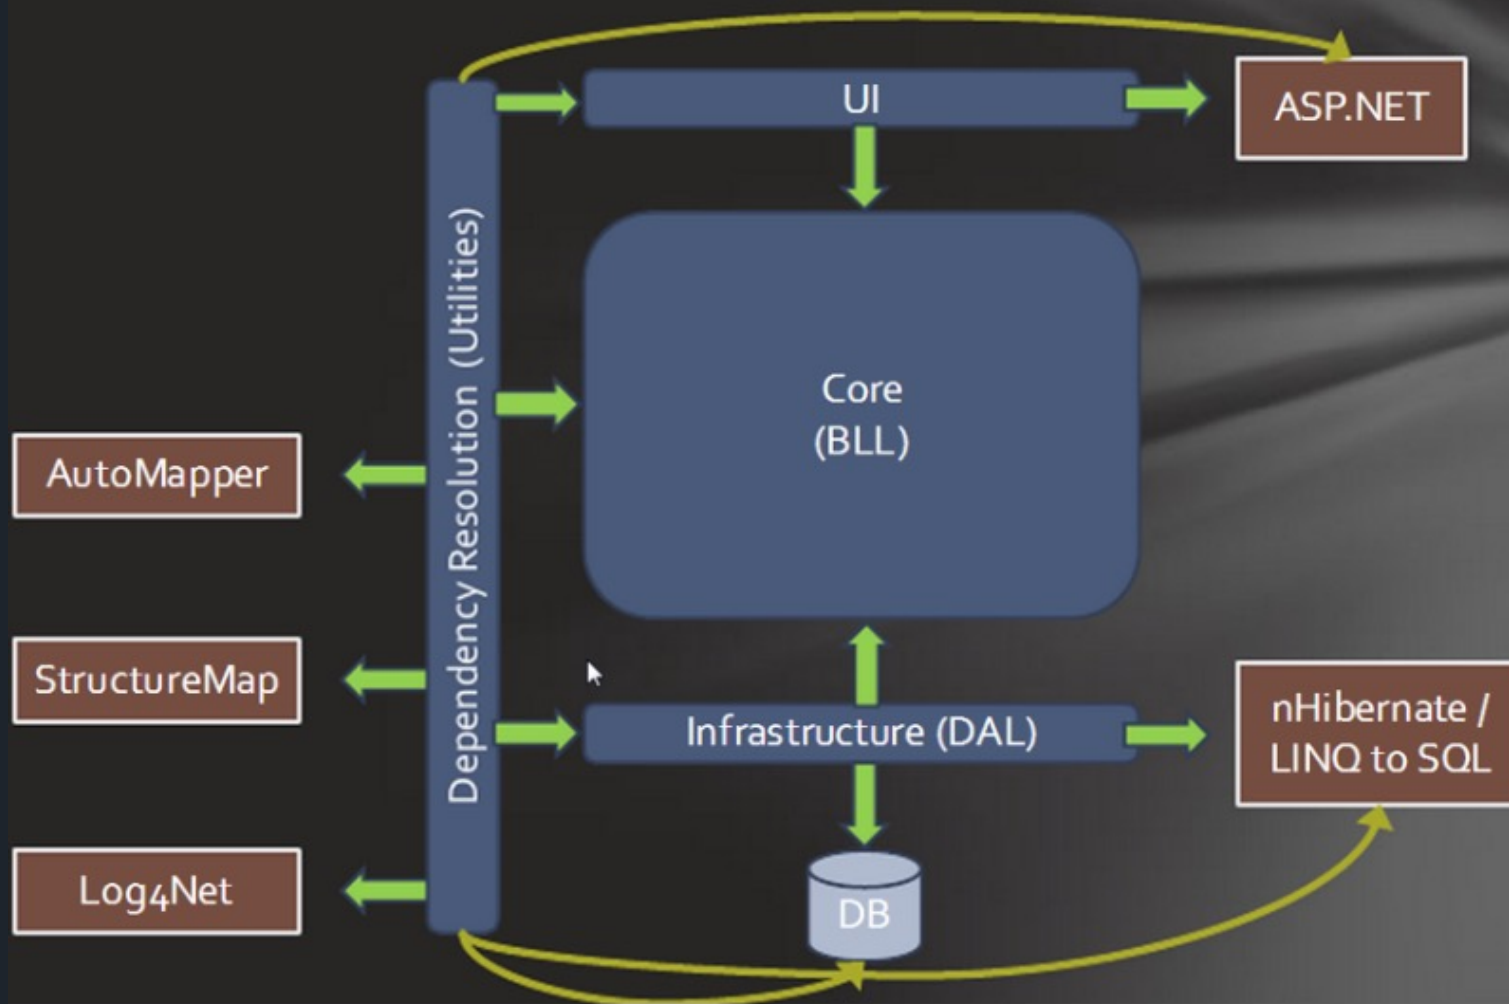 UI
ASP.NET
Dependency Resolution (Utilities)
Core
(BLL)
AutoMapper
StructureMap
Infrastructure (DAL)
nHibernate /
LINQ to SQL
Log4Net
DB